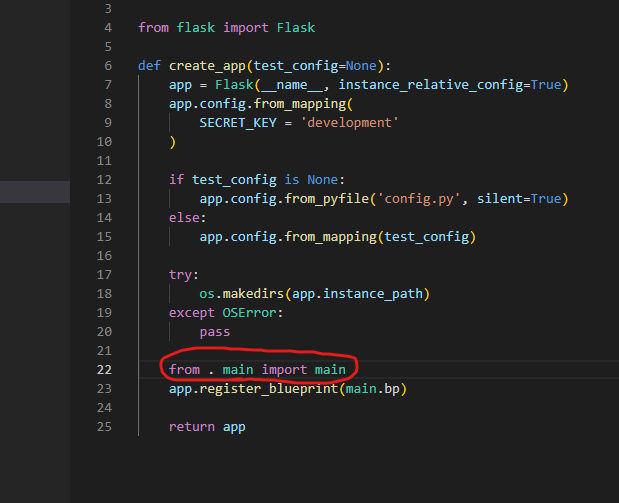 3
4 from flask import Flask
5
6 def create_app(test_config=None):
7     app = Flask(__name__, instance_relative_config=True)
8     app.config.from_mapping(
9         SECRET_KEY = 'development'
10     )
11
12     if test_config is None:
13         app.config.from_pyfile('config.py', silent=True)
14     else:
15         app.config.from_mapping(test_config)
16
17     try:
18         os.makedirs(app.instance_path)
19     except OSError:
20         pass
21
22     from . main import main
23     app.register_blueprint(main.bp)
24
25     return app